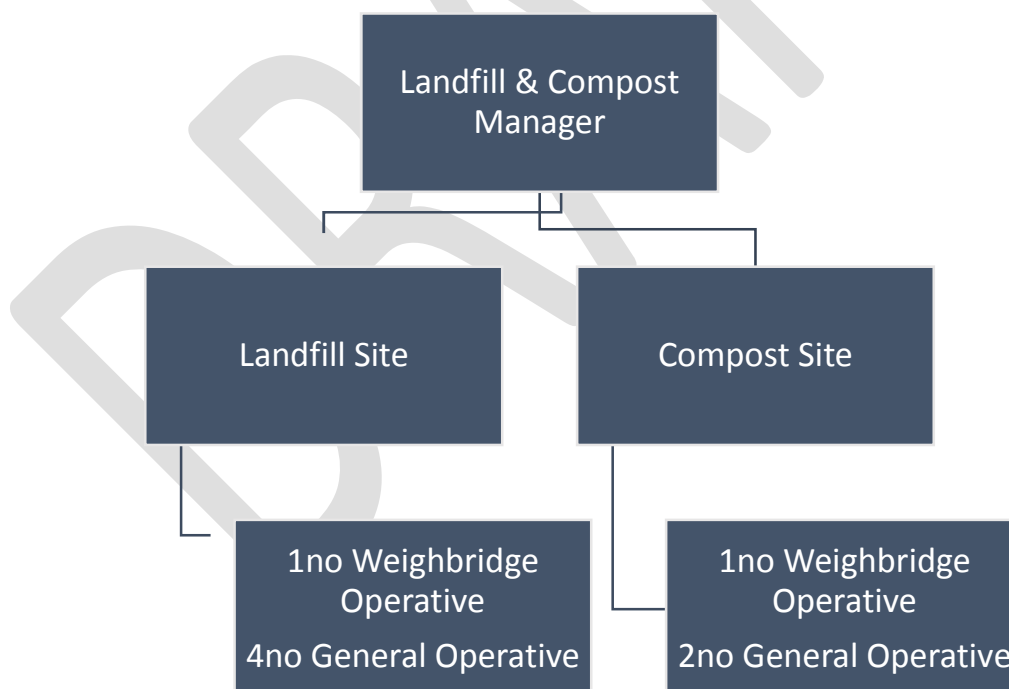 Landfill & Compost
Manager
Landfill Site
Compost Site
1no Weighbridge
Operative
4no General Operative
1no Weighbridge
Operative
2no General Operative